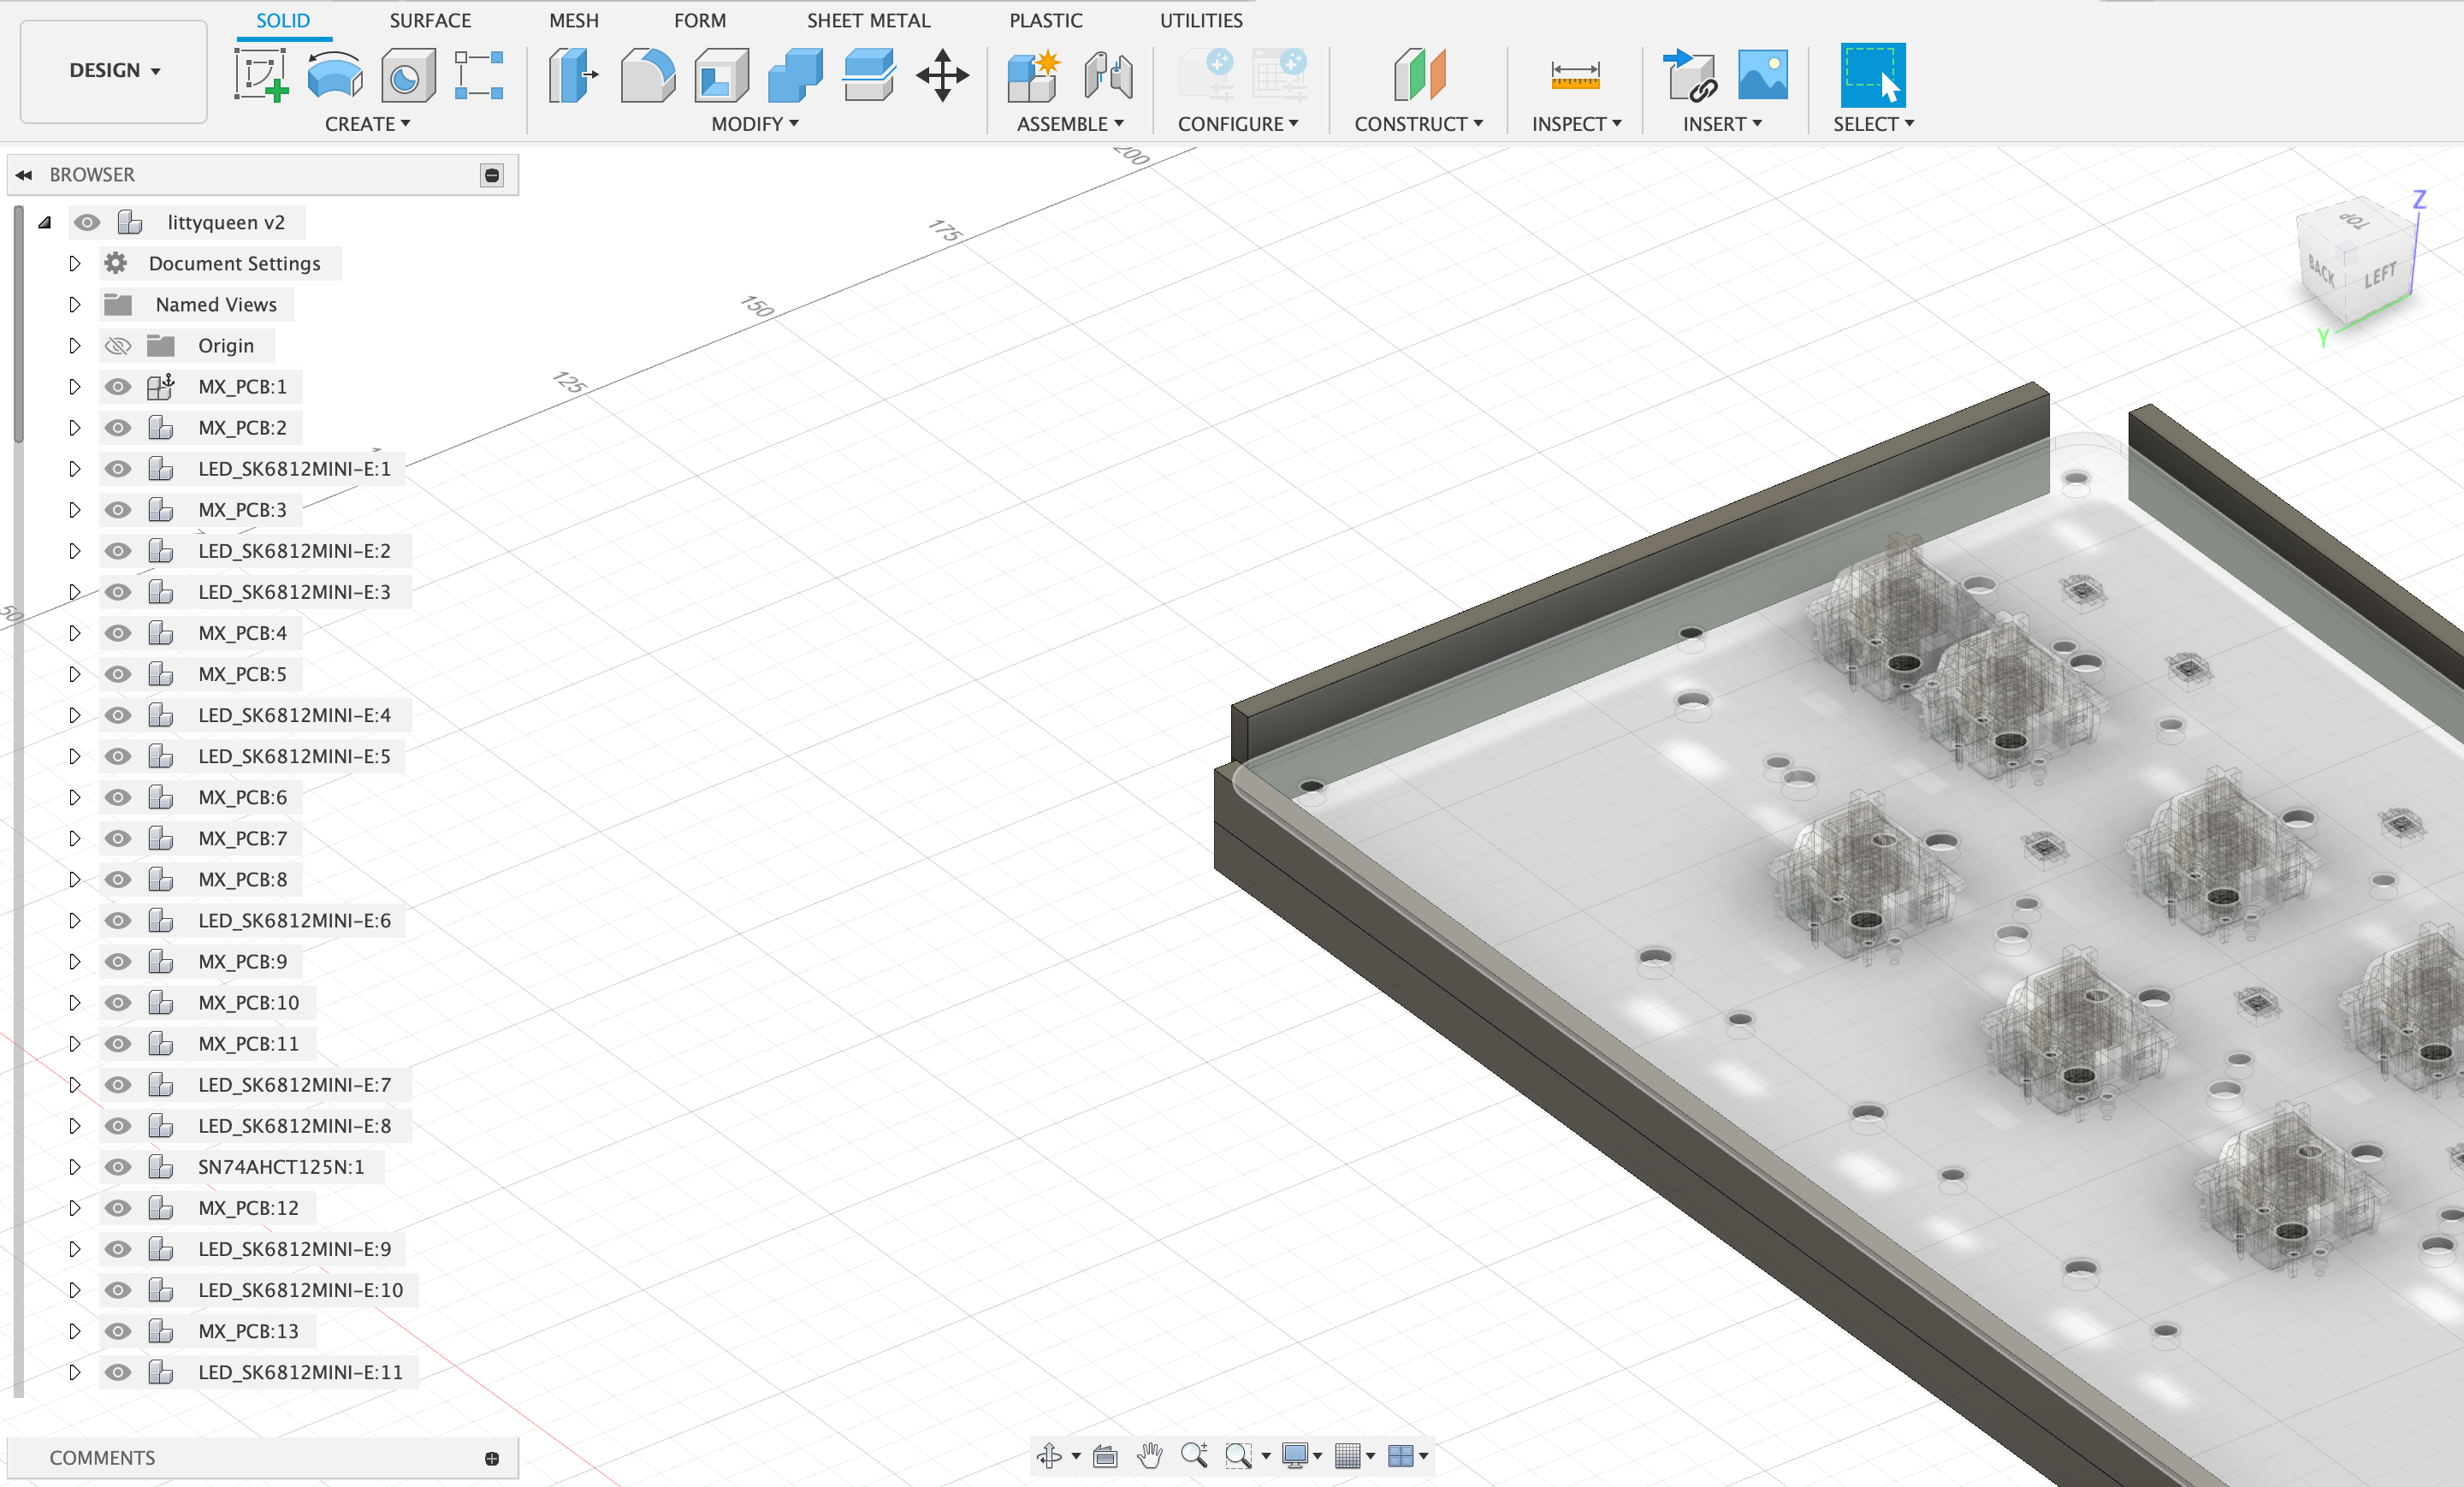 SOLID SURFACE MESH FORM SHEET METAL PLASTIC UTILITIES
DESIGN
CREATE MODIFY ASSEMBLE CONFIGURE CONSTRUCT INSPECT INSERT SELECT
BROWSER
littyqueen v2
Document Settings
Named Views
Origin
MX_PCB:1
MX_PCB:2
LED_SK6812MINI-E:1
MX_PCB:3
LED_SK6812MINI-E:2
LED_SK6812MINI-E:3
MX_PCB:4
MX_PCB:5
LED_SK6812MINI-E:4
LED_SK6812MINI-E:5
MX_PCB:6
MX_PCB:7
MX_PCB:8
LED_SK6812MINI-E:6
MX_PCB:9
MX_PCB:10
MX_PCB:11
LED_SK6812MINI-E:7
LED_SK6812MINI-E:8
SN74AHCT125N:1
MX_PCB:12
LED_SK6812MINI-E:9
LED_SK6812MINI-E:10
MX_PCB:13
LED_SK6812MINI-E:11
COMMENTS
200
175
150
125
50
TOP
BACK
LEFT
Z
Y